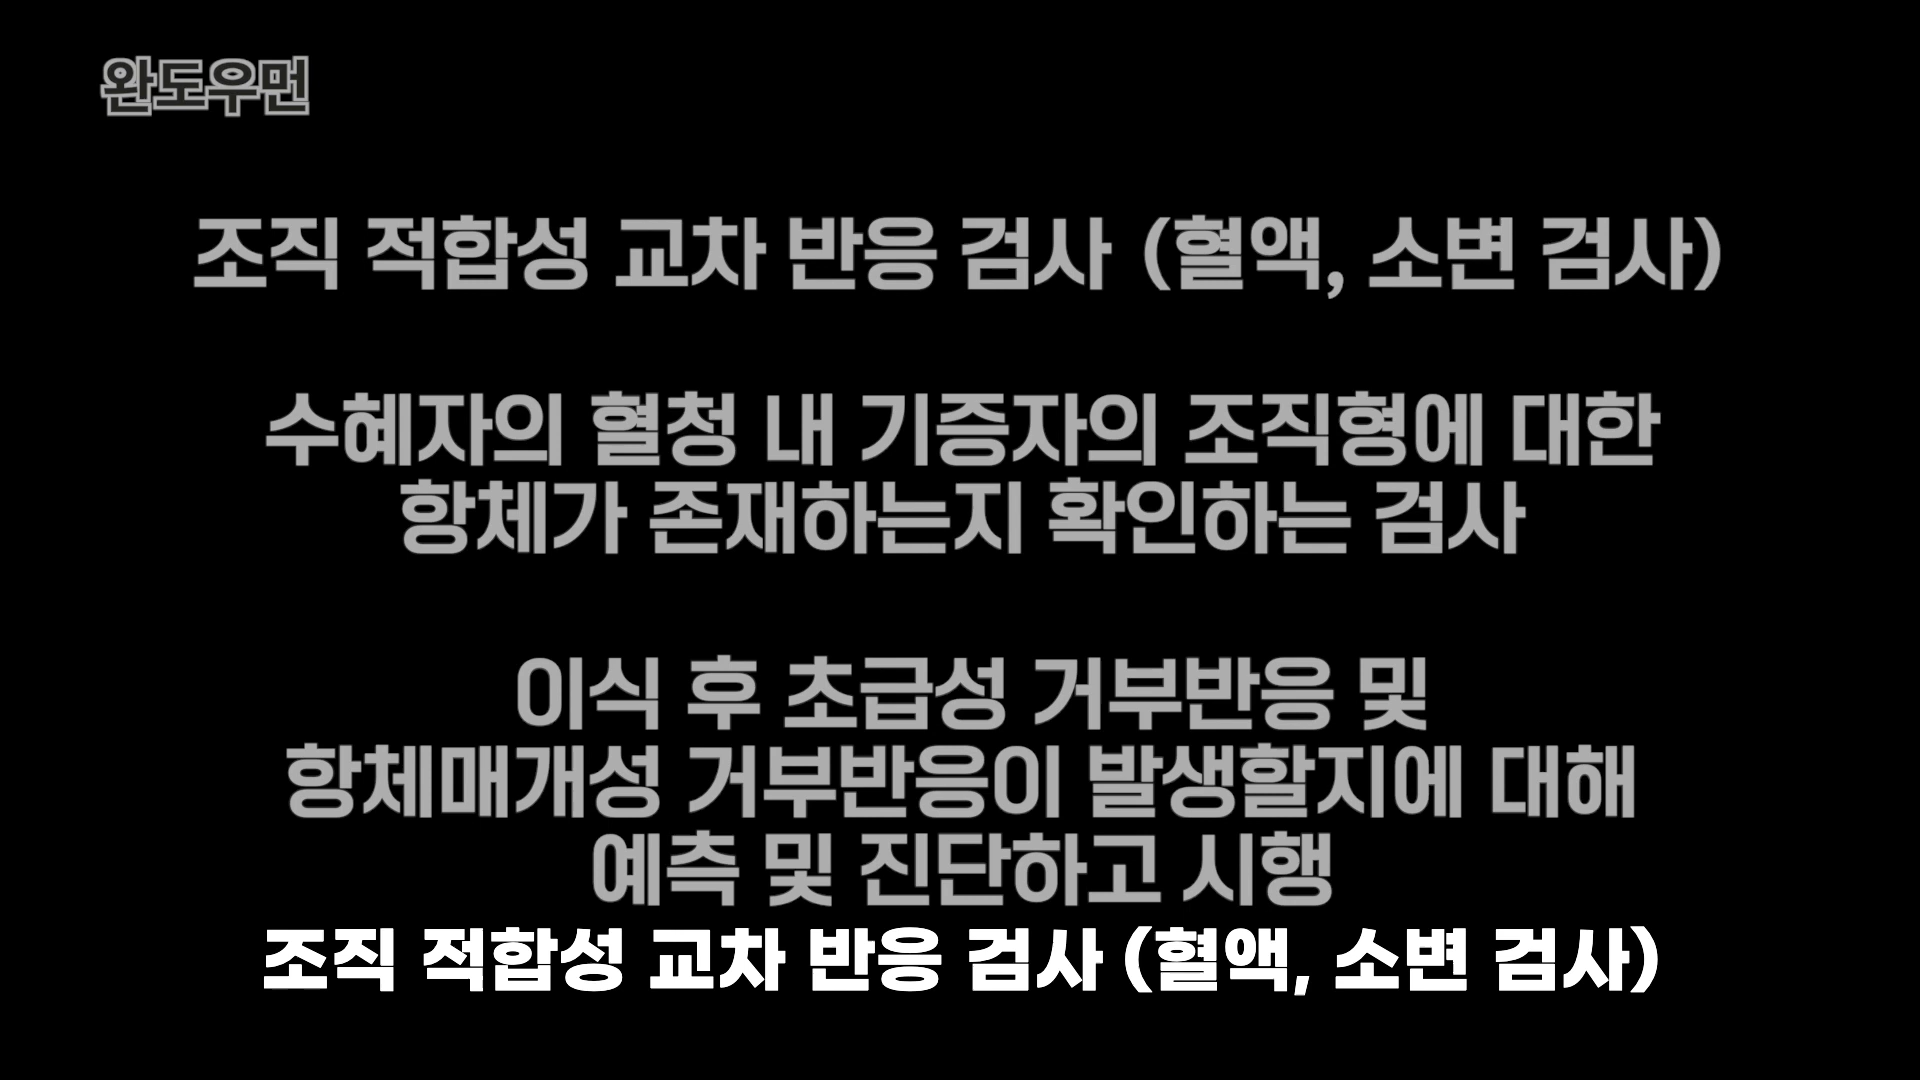 완도우먼
조직 적합성 교차 반응 검사 (혈액, 소변 검사)
수혜자의 혈청 내 기증자의 조직형에 대한
항체가 존재하는지 확인하는 검사
이식 후 초급성 거부반응 및
항체매개성 거부반응이 발생할지에 대해
예측 및 진단하고 시행
조직 적합성 교차 반응 검사 (혈액, 소변 검사)